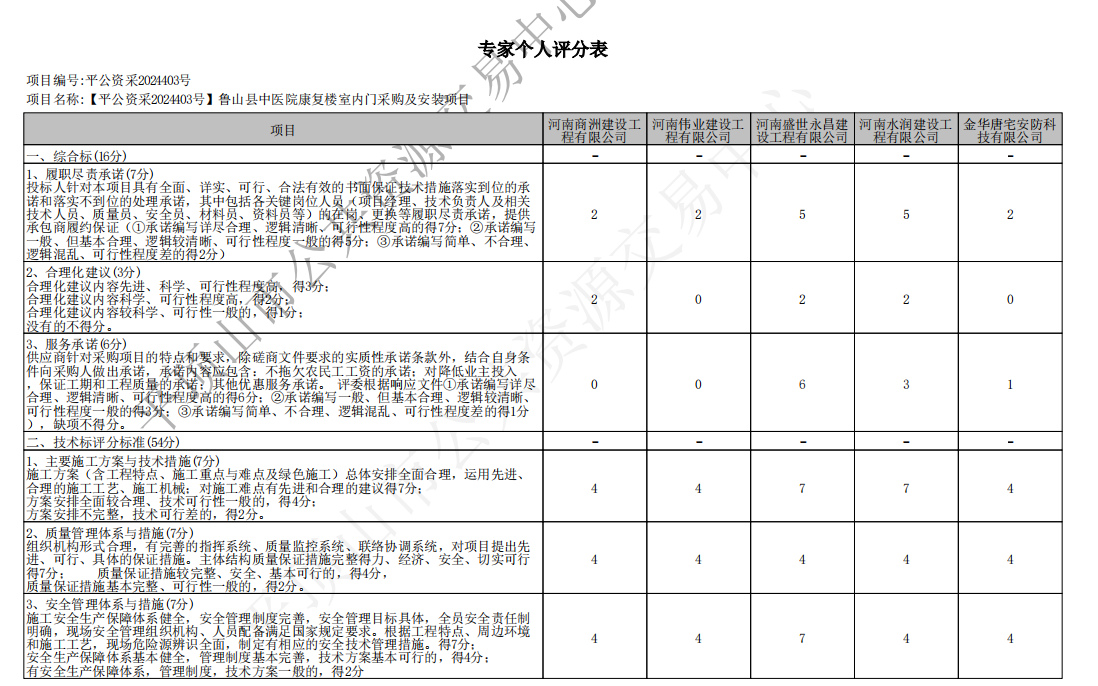 专家个人评分表
项目编号:平公资采2024403号
项目名称:【平公资采2024403号】鲁山县中医院康复楼室内门采购及安装项目
项目 河南商洲建设工程有限公司 河南伟业建设工程有限公司 河南盛世永昌建设工程有限公司 河南水润建设工程有限公司 金华唐宅安防科技有限公司
一、综合标(16分) - - - - -
1、履职尽责承诺(7分)
投标人针对本项目具有全面、详实、可行、合法有效的书面保证技术措施落实到位的承
诺和落实不到位的处理承诺，其中包括各关键岗位人员（项目经理、技术负责人及相关
技术人员、质量员、安全员、材料员、资料员等）的在岗、更换等履职尽责承诺，提供
承包商履约保证（①承诺编写详尽合理、逻辑清晰、可行性程度高的得7分；②承诺编写
一般、但基本合理、逻辑较清晰、可行性程度一般的得5分；③承诺编写简单、不合理、
逻辑混乱、可行性程度差的得2分）
2 2 5 5 2
2、合理化建议(3分)
合理化建议内容先进、科学、可行性程度高，得3分；
合理化建议内容科学、可行性程度高，得2分；
合理化建议内容较科学、可行性一般的，得1分；
没有的不得分。
2 0 2 2 0
3、服务承诺(6分)
供应商针对采购项目的特点和要求，除磋商文件要求的实质性承诺条款外，结合自身条
件向采购人做出承诺，承诺内容应包含：不拖欠农民工工资的承诺；对降低业主投入
，保证工期和工程质量的承诺；其他优惠服务承诺。 评委根据响应文件①承诺编写详尽
合理、逻辑清晰、可行性程度高的得6分；②承诺编写一般、但基本合理、逻辑较清晰、
可行性程度一般的得3分；③承诺编写简单、不合理、逻辑混乱、可行性程度差的得1分
），缺项不得分。
0 0 6 3 1
二、技术标评分标准(54分) - - - - -
1、主要施工方案与技术措施(7分)
施工方案（含工程特点、施工重点与难点及绿色施工）总体安排全面合理，运用先进、
合理的施工工艺、施工机械；对施工难点有先进和合理的建议得7分；
方案安排全面较合理、技术可行性一般的，得4分；
方案安排不完整，技术可行差的，得2分。
4 4 7 7 4
2、质量管理体系与措施(7分)
组织机构形式合理，有完善的指挥系统、质量监控系统、联络协调系统，对项目提出先
进、可行、具体的保证措施。主体结构质量保证措施完整得力、经济、安全、切实可行
得7分； 质量保证措施较完整、安全、基本可行的，得4分，
质量保证措施基本完整、可行性一般的，得2分。
4 4 4 4 4
3、安全管理体系与措施(7分)
施工安全生产保障体系健全，安全管理制度完善，安全管理目标具体，全员安全责任制
明确，现场安全管理组织机构、人员配备满足国家规定要求。根据工程特点、周边环境
和施工工艺，现场危险源辨识全面，制定有相应的安全技术管理措施。得7分；
安全生产保障体系基本健全，管理制度基本完善，技术方案基本可行的，得4分；
有安全生产保障体系，管理制度，技术方案一般的，得2分
4 4 7 4 4
平顶山市公共资源交易中心
平顶山市公共资源交易中心